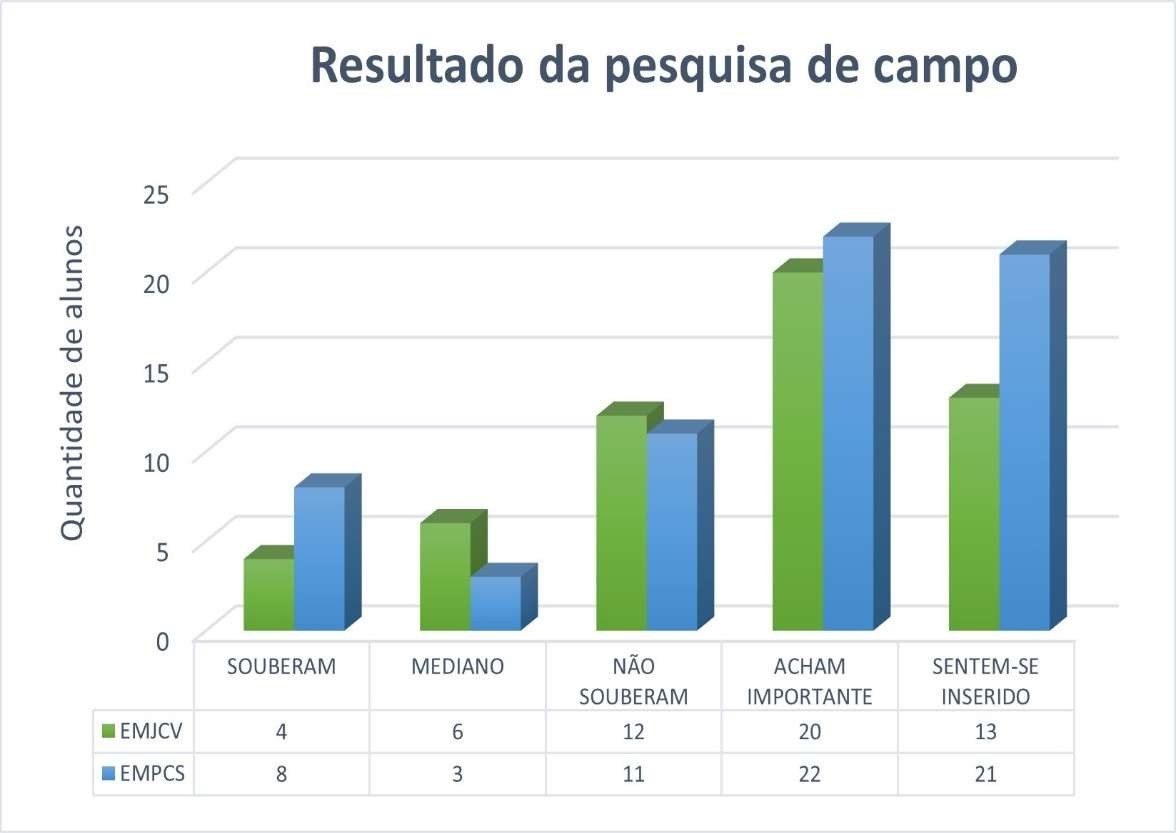 Resultado da pesquisa de campo
Quantidade de alunos
25
20
15
10
5
0
SOUBERAM MEDIANO NÃO SOUBERAM ACHAM IMPORTANTE SENTEM-SE INSERIDO
EMJCV 4 6 12 20 13
EMPCS 8 3 11 22 21